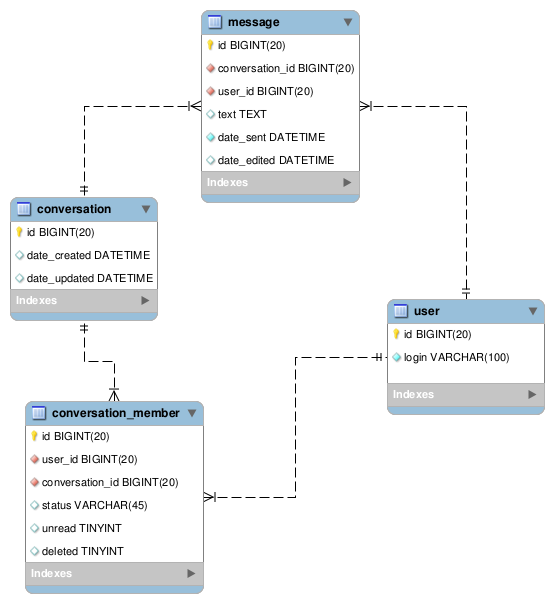 message
id BIGINT(20)
conversation_id BIGINT(20)
user_id BIGINT(20)
text TEXT
date_sent DATETIME
date_edited DATETIME
Indexes
conversation
id BIGINT(20)
date_created DATETIME
date_updated DATETIME
Indexes
user
id BIGINT(20)
login VARCHAR(100)
Indexes
conversation_member
id BIGINT(20)
user_id BIGINT(20)
conversation_id BIGINT(20)
status VARCHAR(45)
unread TINYINT
deleted TINYINT
Indexes